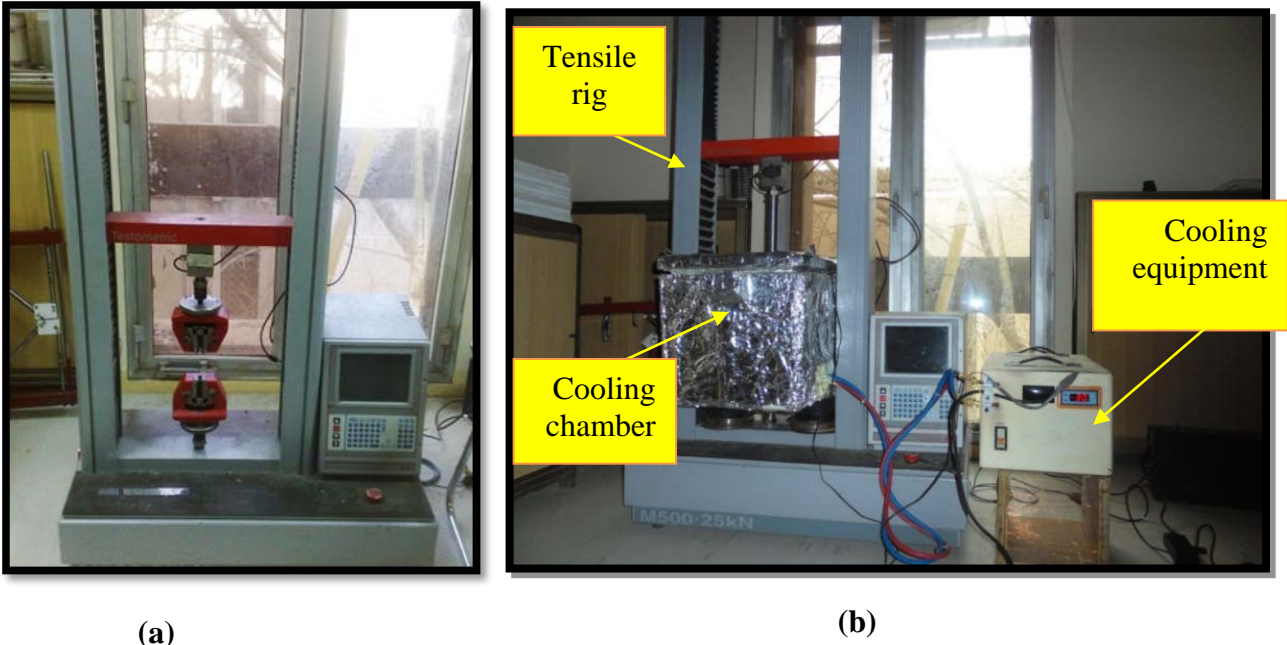 Testometric
Tensile
rig
Cooling
equipment
Cooling
chamber
M500-25kN
(a)
(b)